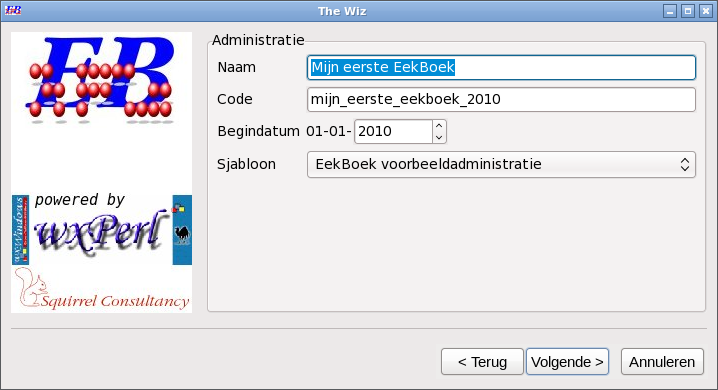 The Wiz
EB
powered by
wxWindows
wxPerl
Squirrel Consultancy
Administratie
Naam Mijn eerste EekBoek
Code mijn_eerste_eekboek_2010
Begindatum 01-01- 2010
Sjabloon EekBoek voorbeeldadministratie
< Terug Volgende > Annuleren